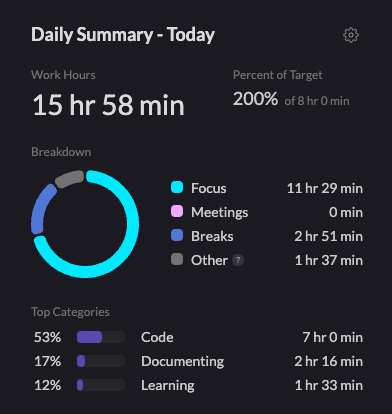 Daily Summary - Today
Work Hours
Percent of Target
15 hr 58 min
200% of 8 hr 0 min
Breakdown
Focus 11 hr 29 min
Meetings 0 min
Breaks 2 hr 51 min
Other ? 1 hr 37 min
Top Categories
53% Code 7 hr 0 min
17% Documenting 2 hr 16 min
12% Learning 1 hr 33 min